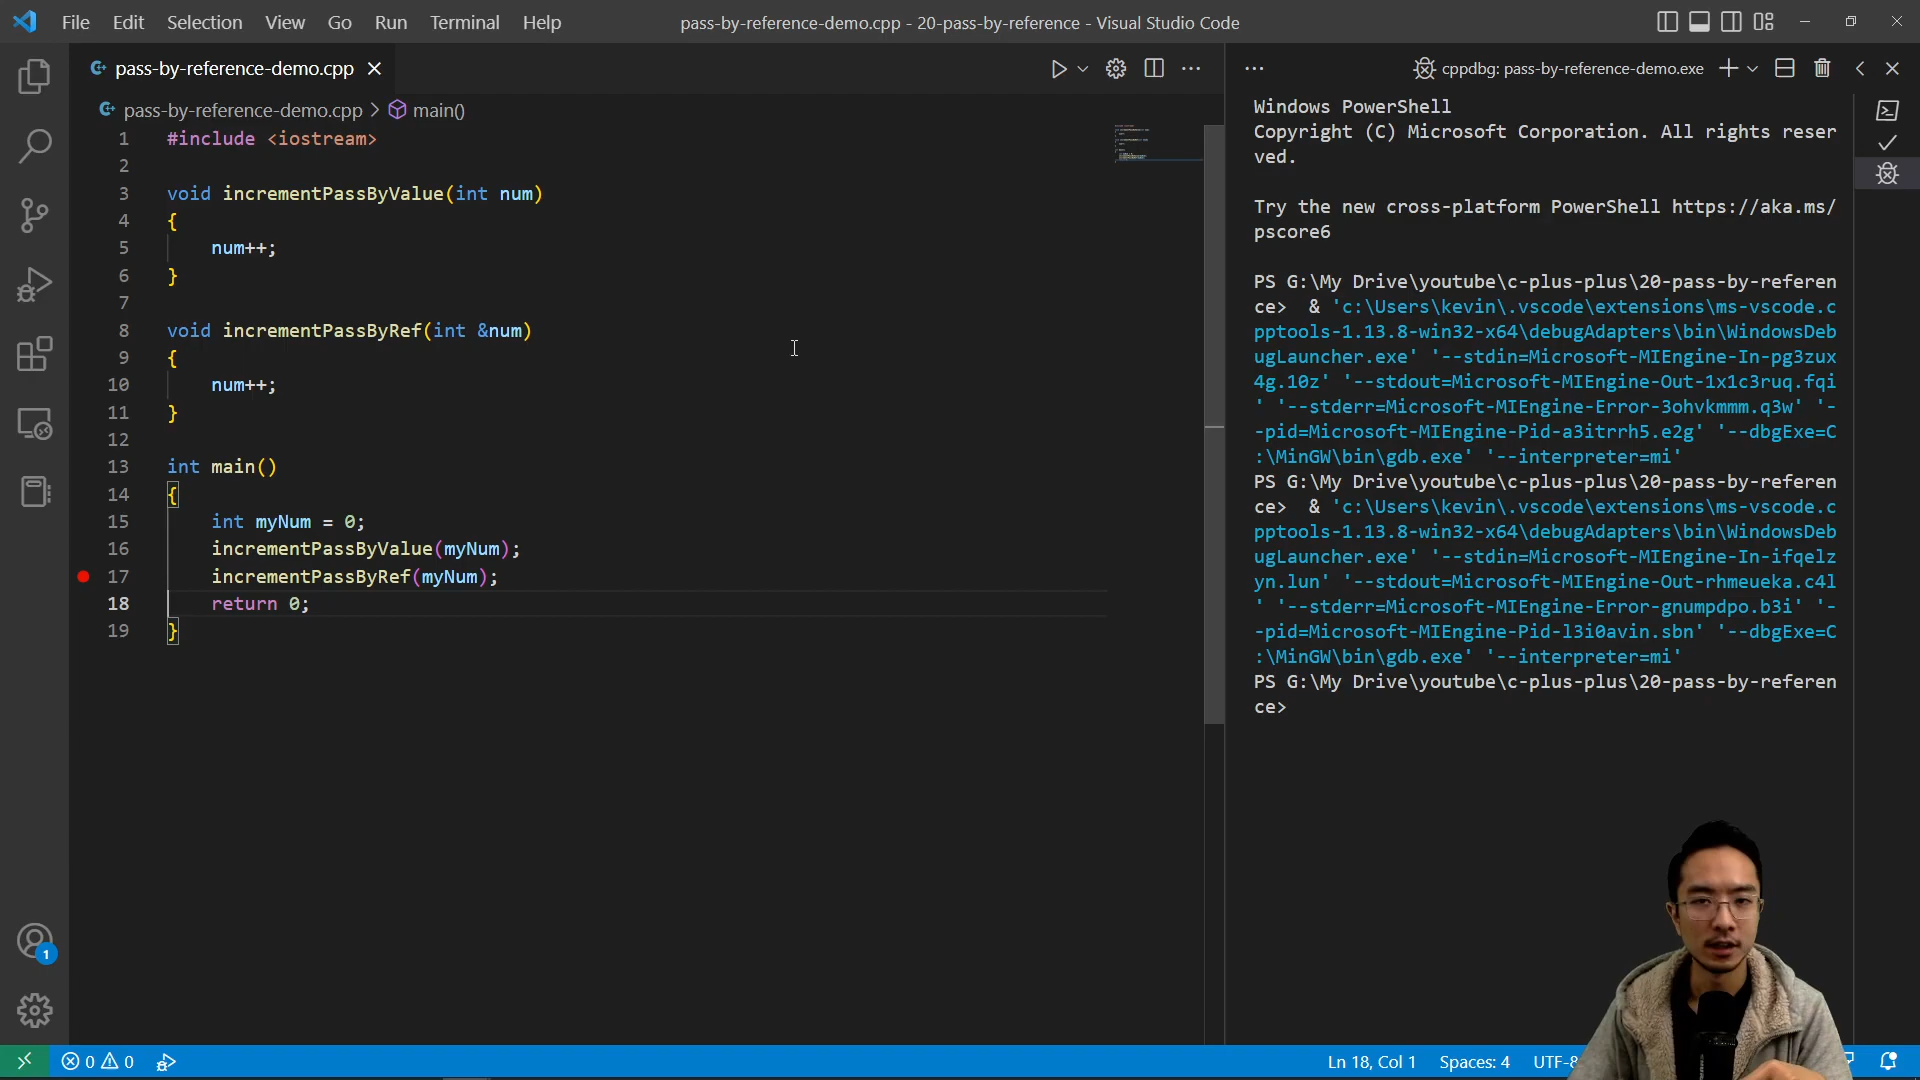 File Edit Selection View Go Run Terminal Help
pass-by-reference-demo.cpp - 20-pass-by-reference - Visual Studio Code
pass-by-reference-demo.cpp
pass-by-reference-demo.cpp > main()
1 #include <iostream>
2
3 void incrementPassByValue(int num)
4 {
5 num++;
6 }
7
8 void incrementPassByRef(int &num)
9 {
10 num++;
11 }
12
13 int main()
14 {
15 int myNum = 0;
16 incrementPassByValue(myNum);
17 incrementPassByRef(myNum);
18 return 0;
19 }
cppdbg: pass-by-reference-demo.exe
Windows PowerShell
Copyright (C) Microsoft Corporation. All rights reser
ved.
Try the new cross-platform PowerShell https://aka.ms/
pscore6
PS G:\My Drive\youtube\c-plus-plus\20-pass-by-referen
ce> & 'c:\Users\kevin\.vscode\extensions\ms-vscode.c
pptools-1.13.8-win32-x64\debugAdapters\bin\WindowsDeb
ugLauncher.exe' '--stdin=Microsoft-MIEngine-In-pg3zux
4g.10z' '--stdout=Microsoft-MIEngine-Out-1x1c3ruq.fqi
' '--stderr=Microsoft-MIEngine-Error-3ohvkmmm.q3w' '-
-pid=Microsoft-MIEngine-Pid-a3itrrh5.e2g' '--dbgExe=C
:\MinGW\bin\gdb.exe' '--interpreter=mi'
PS G:\My Drive\youtube\c-plus-plus\20-pass-by-referen
ce> & 'c:\Users\kevin\.vscode\extensions\ms-vscode.c
pptools-1.13.8-win32-x64\debugAdapters\bin\WindowsDeb
ugLauncher.exe' '--stdin=Microsoft-MIEngine-In-ifqelz
yn.lun' '--stdout=Microsoft-MIEngine-Out-rhmeueka.c4l
' '--stderr=Microsoft-MIEngine-Error-gnumpdpo.b3i' '-
-pid=Microsoft-MIEngine-Pid-l3i0avin.sbn' '--dbgExe=C
:\MinGW\bin\gdb.exe' '--interpreter=mi'
PS G:\My Drive\youtube\c-plus-plus\20-pass-by-referen
ce>
1
0 0
Ln 18, Col 1 Spaces: 4 UTF-8